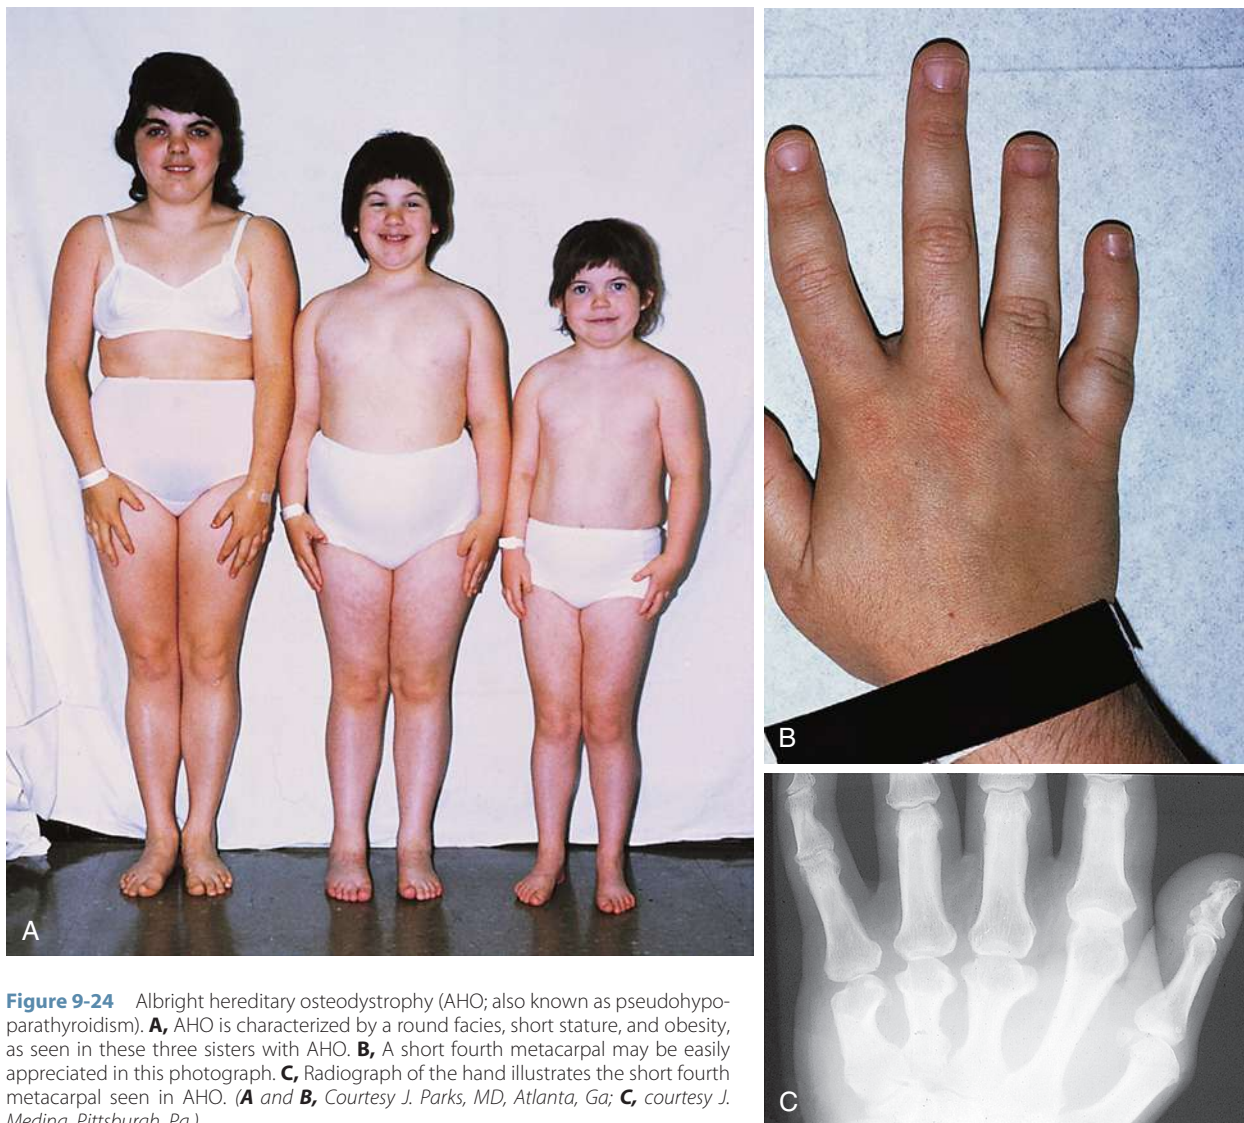 A
B
C
Figure 9-24 Albright hereditary osteodystrophy (AHO; also known as pseudohypo-
parathyroidism). A, AHO is characterized by a round facies, short stature, and obesity,
as seen in these three sisters with AHO. B, A short fourth metacarpal may be easily
appreciated in this photograph. C, Radiograph of the hand illustrates the short fourth
metacarpal seen in AHO. (A and B, Courtesy J. Parks, MD, Atlanta, Ga; C, courtesy J.
Medina, Pittsburgh, Pa.)